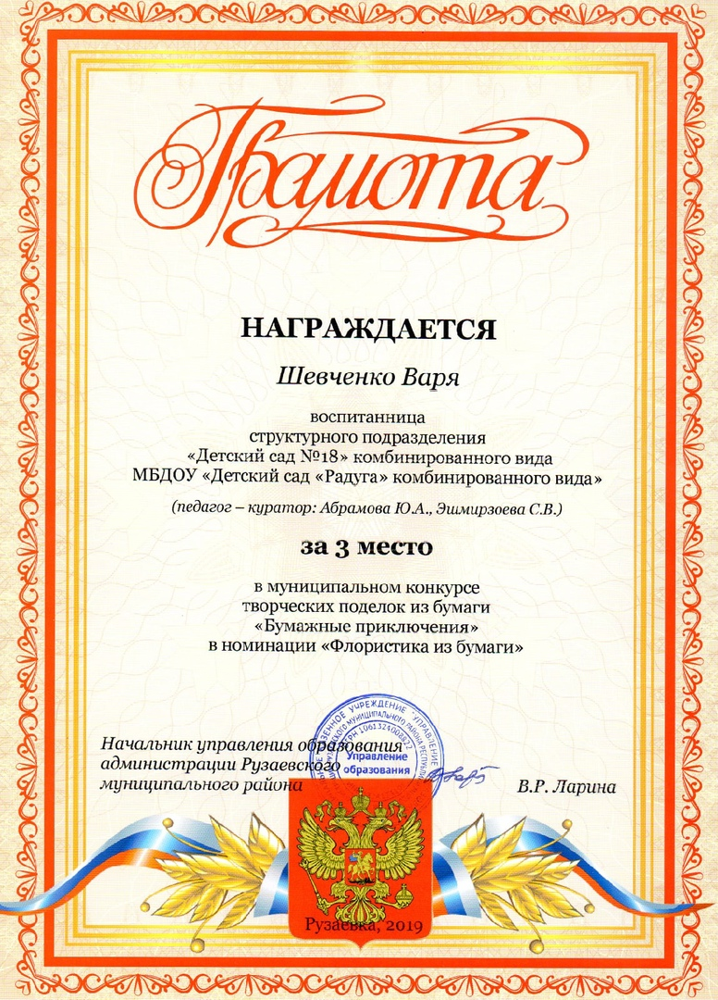 Грамота
НАГРАЖДАЕТСЯ
Шевченко Варя
воспитанница
структурного подразделения
«Детский сад №18» комбинированного вида
МБДОУ «Детский сад «Радуга» комбинированного вида»
(педагог – куратор: Абрамова Ю.А., Эшмирзоева С.В.)
за 3 место
в муниципальном конкурсе
творческих поделок из бумаги
«Бумажные приключения»
в номинации «Флористика из бумаги»
УЧРЕЖДЕНИЕ "УПРАВЛЕНИЕ
МУНИЦИПАЛЬНОГО РАЙОНА
Управление
образования
Начальник управления образования
администрации Рузаевского
муниципального района
В.Р. Ларина
Рузаевка, 2019